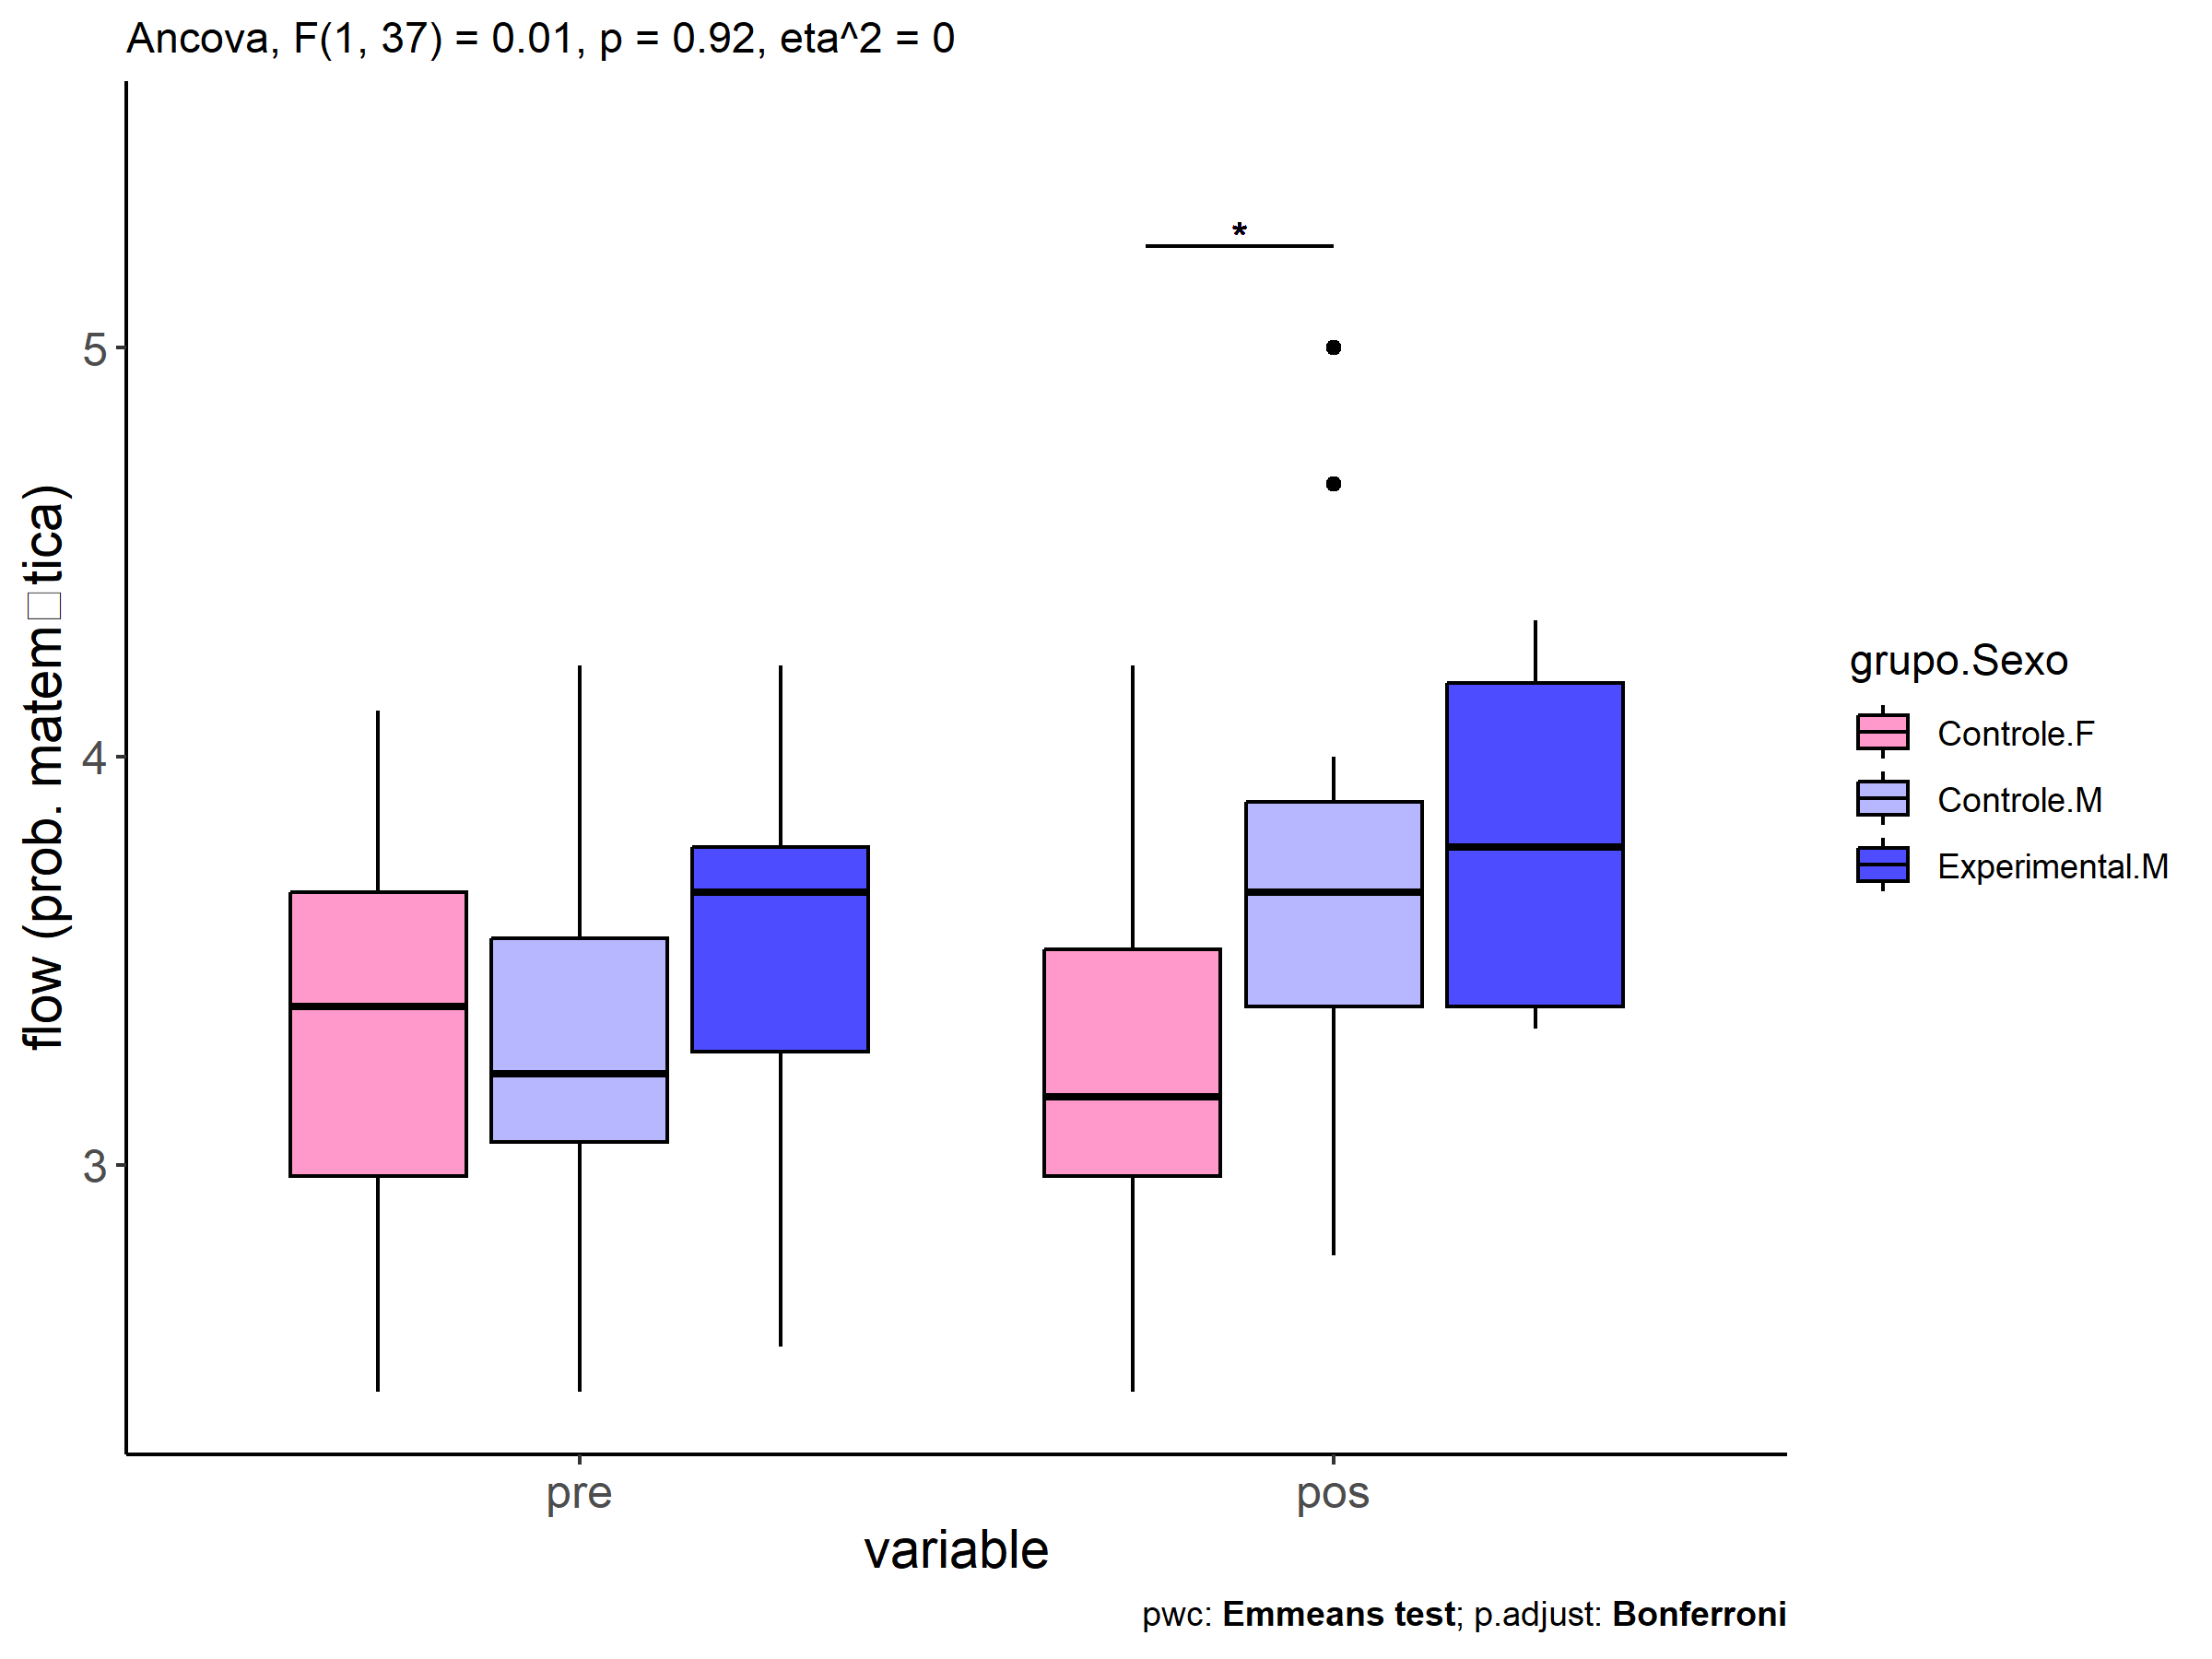 Ancova, F(1, 37) = 0.01, p = 0.92, eta^2 = 0
flow (prob. matem□tica)
5
4
3
*
pre
pos
variable
grupo.Sexo
Controle.F
Controle.M
Experimental.M
pwc: Emmeans test; p.adjust: Bonferroni